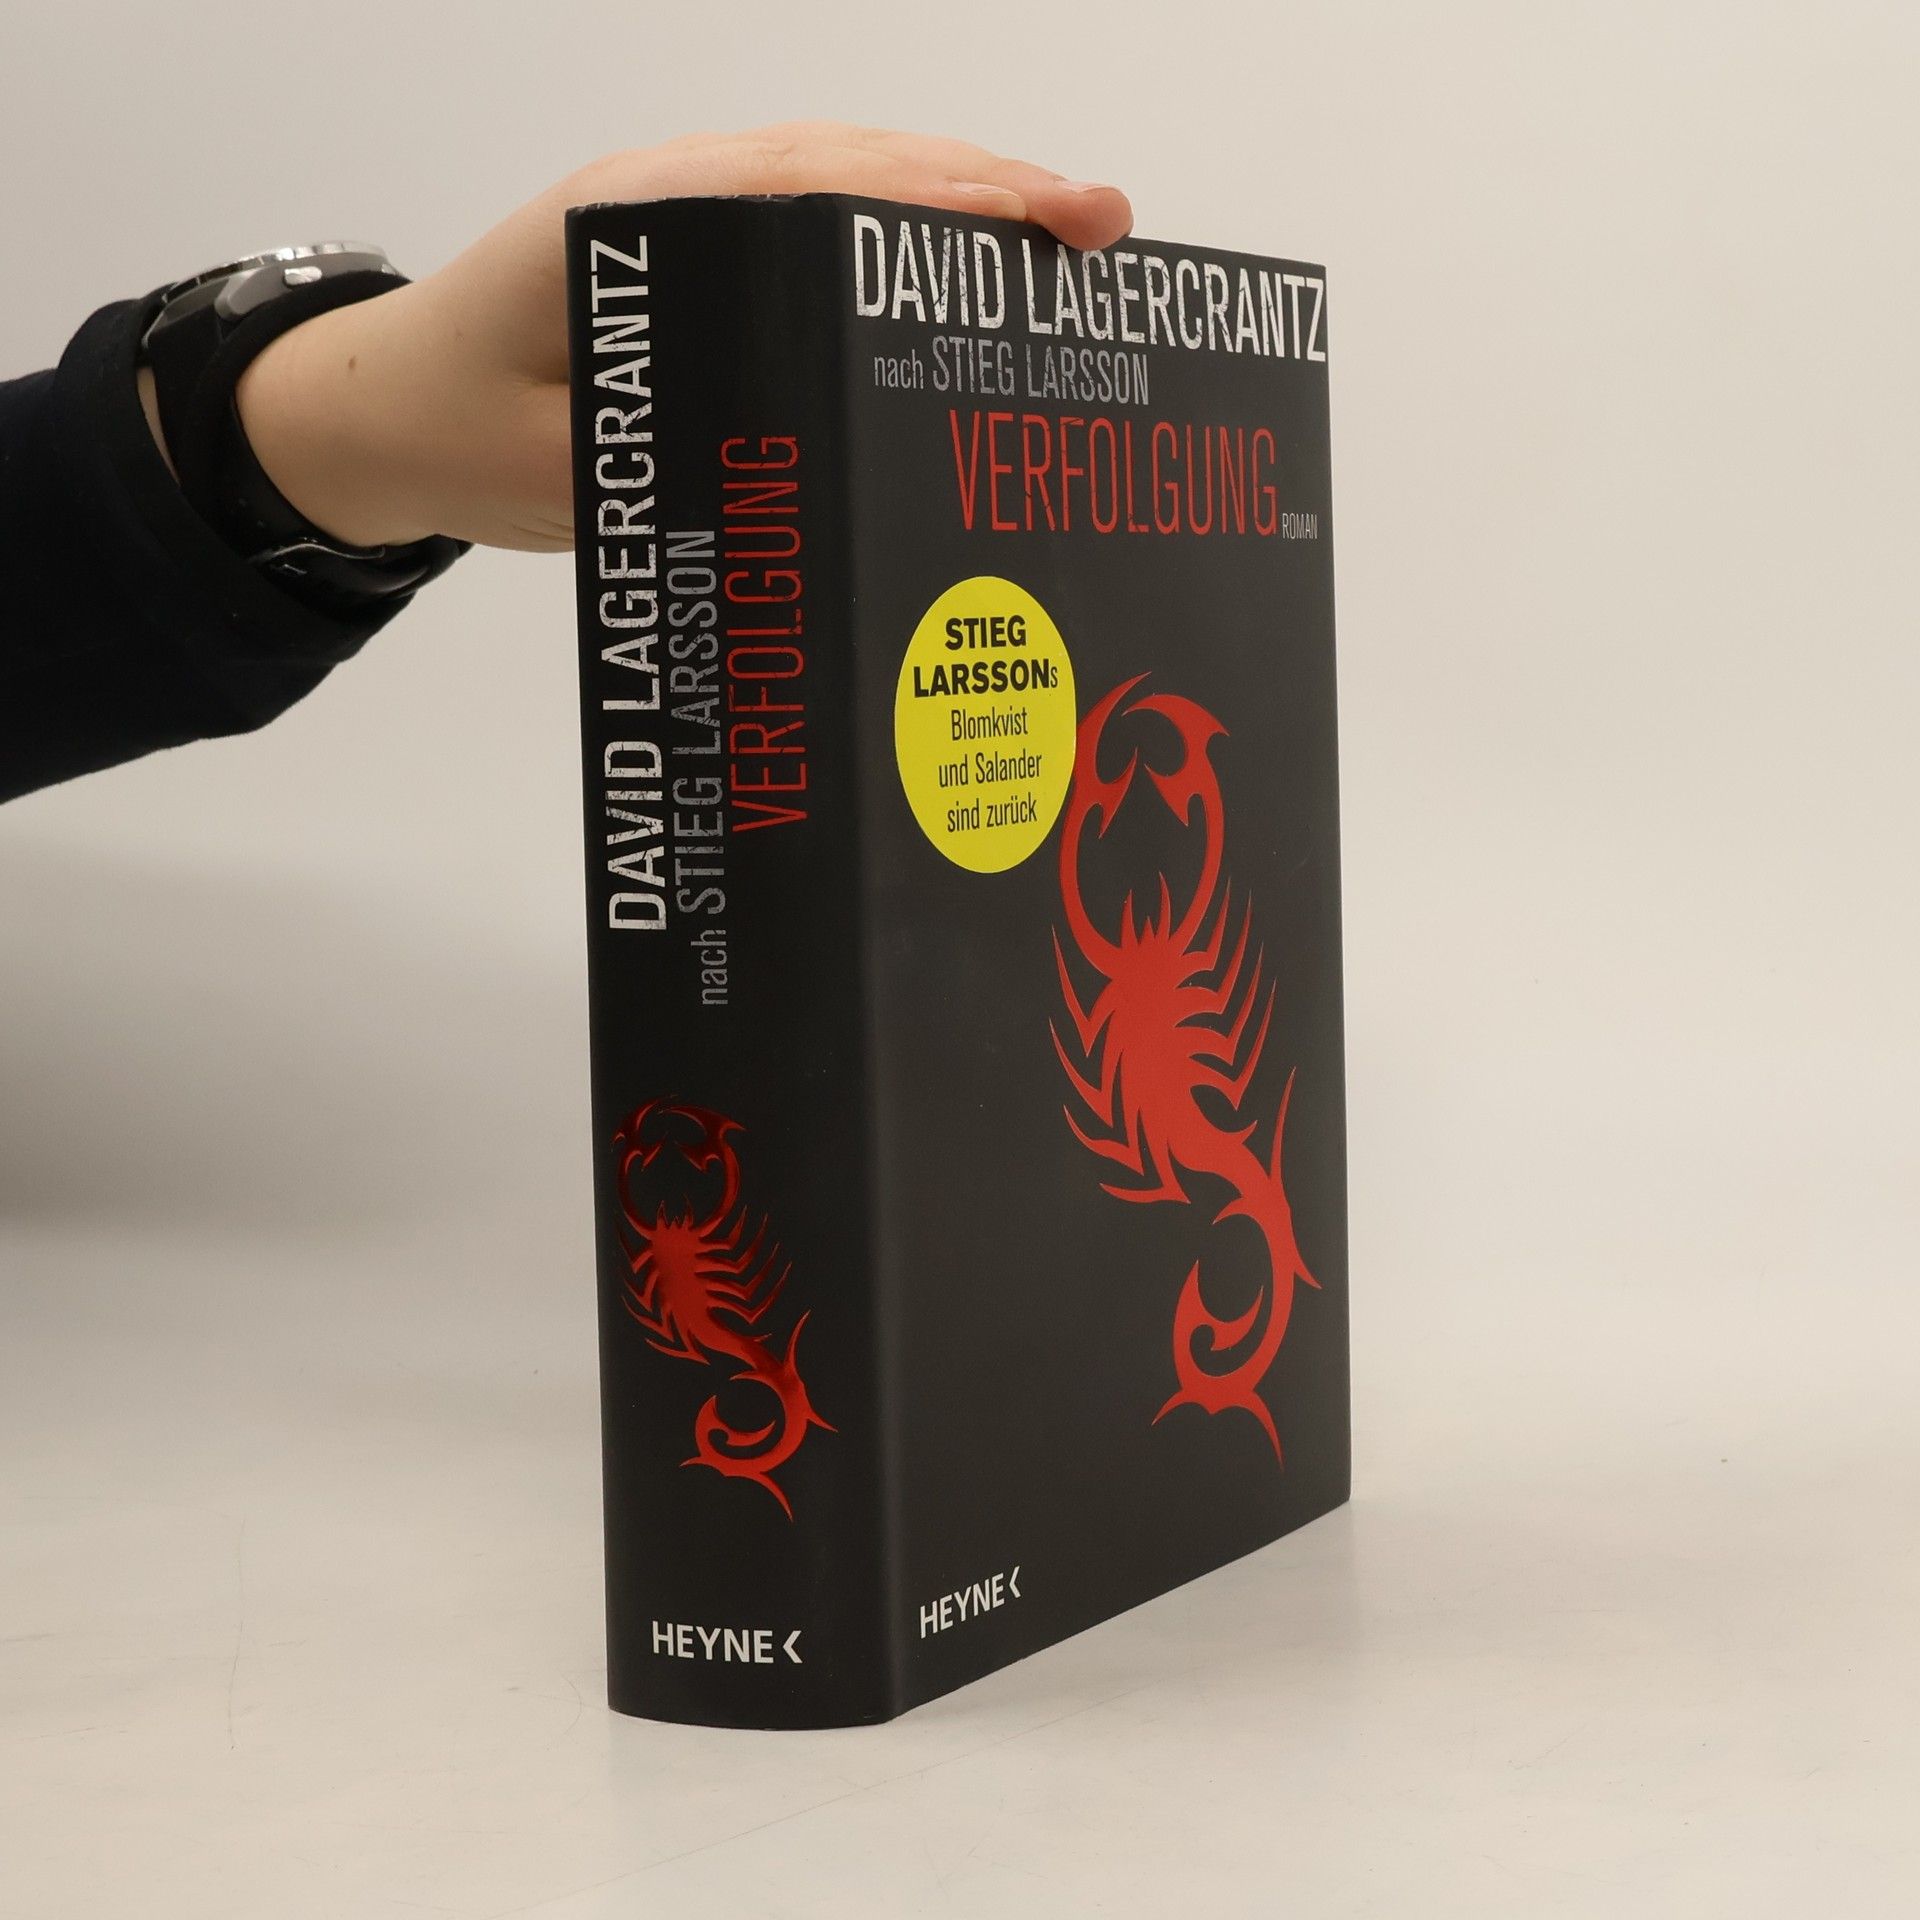 DAVID LAGERCRANTZ
nach STIEG LARSSON
VERFOLGUNG
HEYNE
DAVID LAGERCRANTZ
nach STIEG LARSSON
VERFOLGUNG
ROMAN
STIEG
LARSSONs
Blomkvist
und Salander
sind zurück
HEYNE